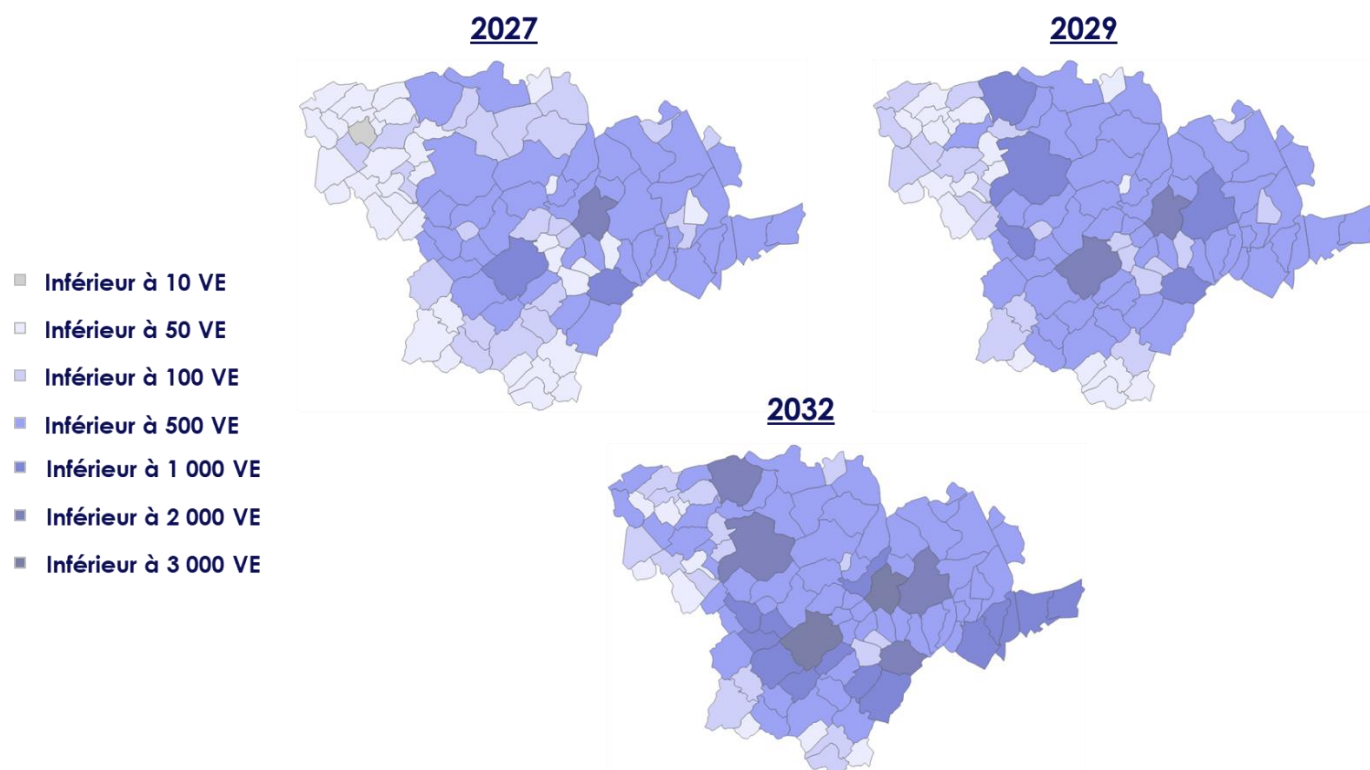 2027
2029
2032
Inférieur à 10 VE
Inférieur à 50 VE
Inférieur à 100 VE
Inférieur à 500 VE
Inférieur à 1 000 VE
Inférieur à 2 000 VE
Inférieur à 3 000 VE